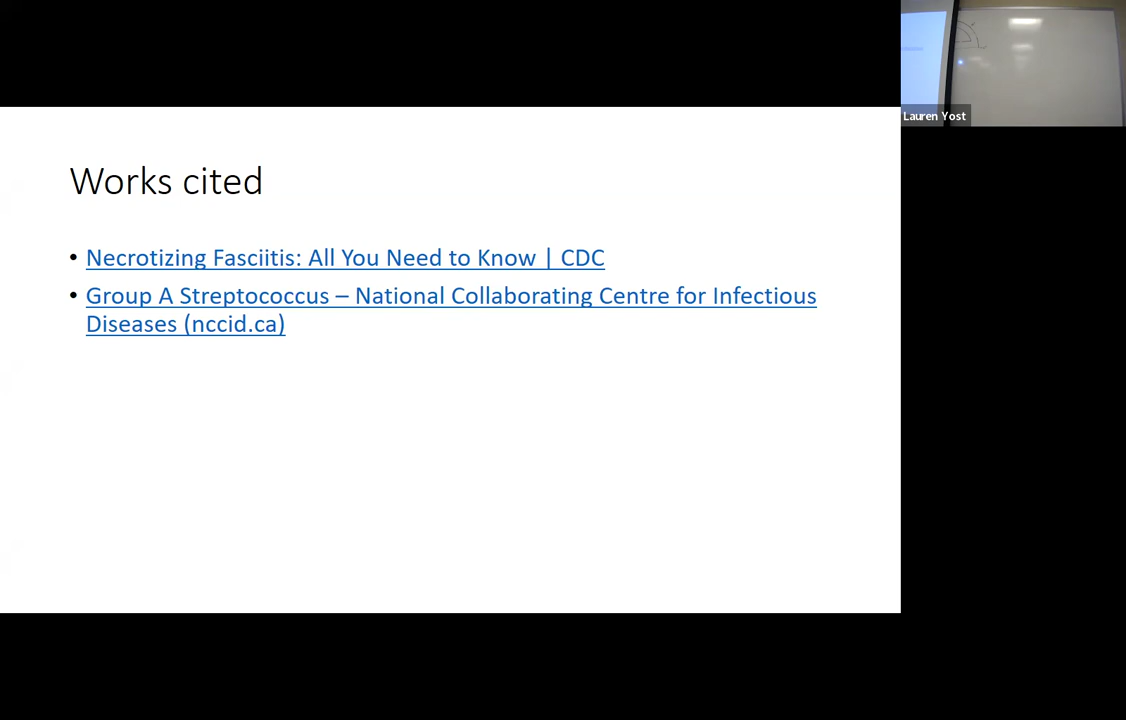 Works cited
• Necrotizing Fasciitis: All You Need to Know | CDC
• Group A Streptococcus – National Collaborating Centre for Infectious
Diseases (nccid.ca)
Lauren Yost